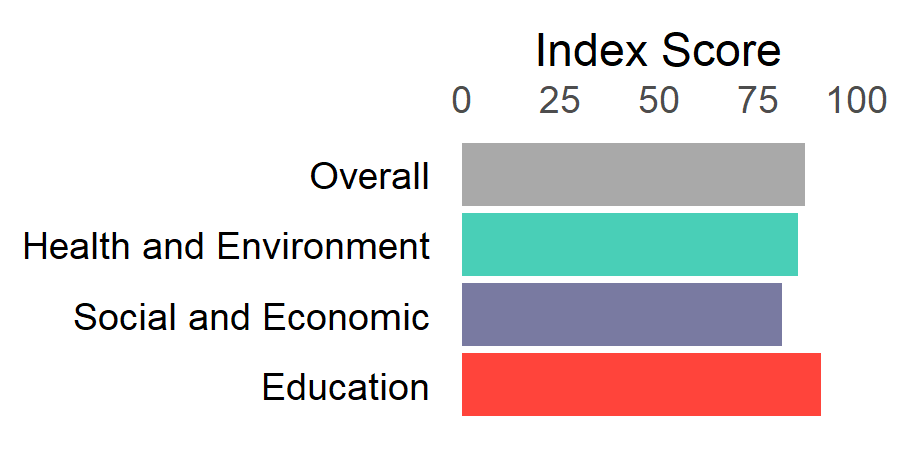 Index Score
0 25 50 75 100
Overall
Health and Environment
Social and Economic
Education